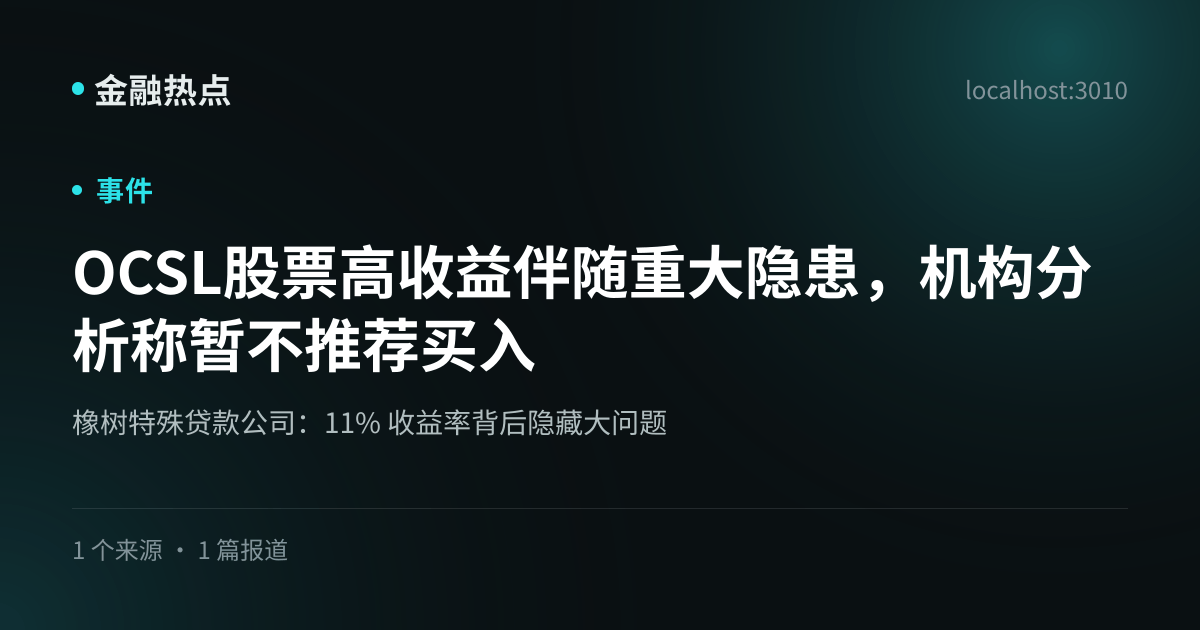 金融热点
localhost:3010
事件
OCSL股票高收益伴随重大隐患，机构分
析称暂不推荐买入
橡树特殊贷款公司：11% 收益率背后隐藏大问题
1 个来源 · 1 篇报道